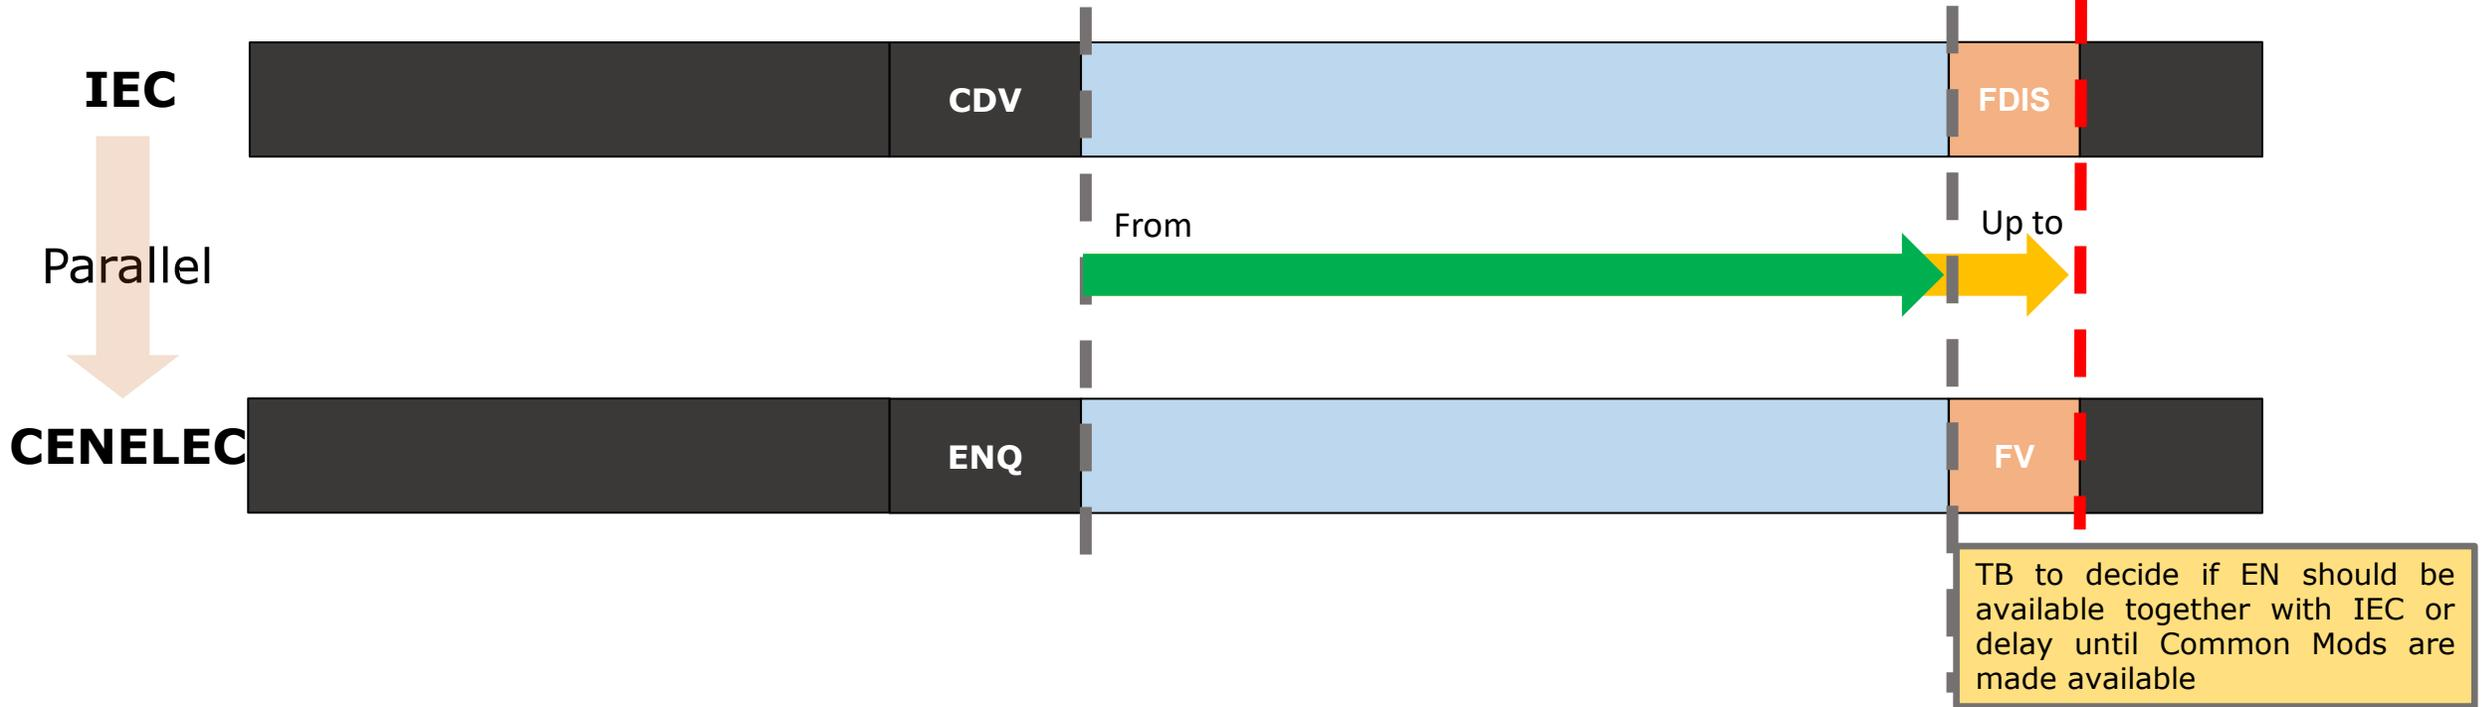 IEC
CDV
FDIS
From
Up to
Parallel
CENELEC
ENQ
FV
TB to decide if EN should be
available together with IEC or
delay until Common Mods are
made available